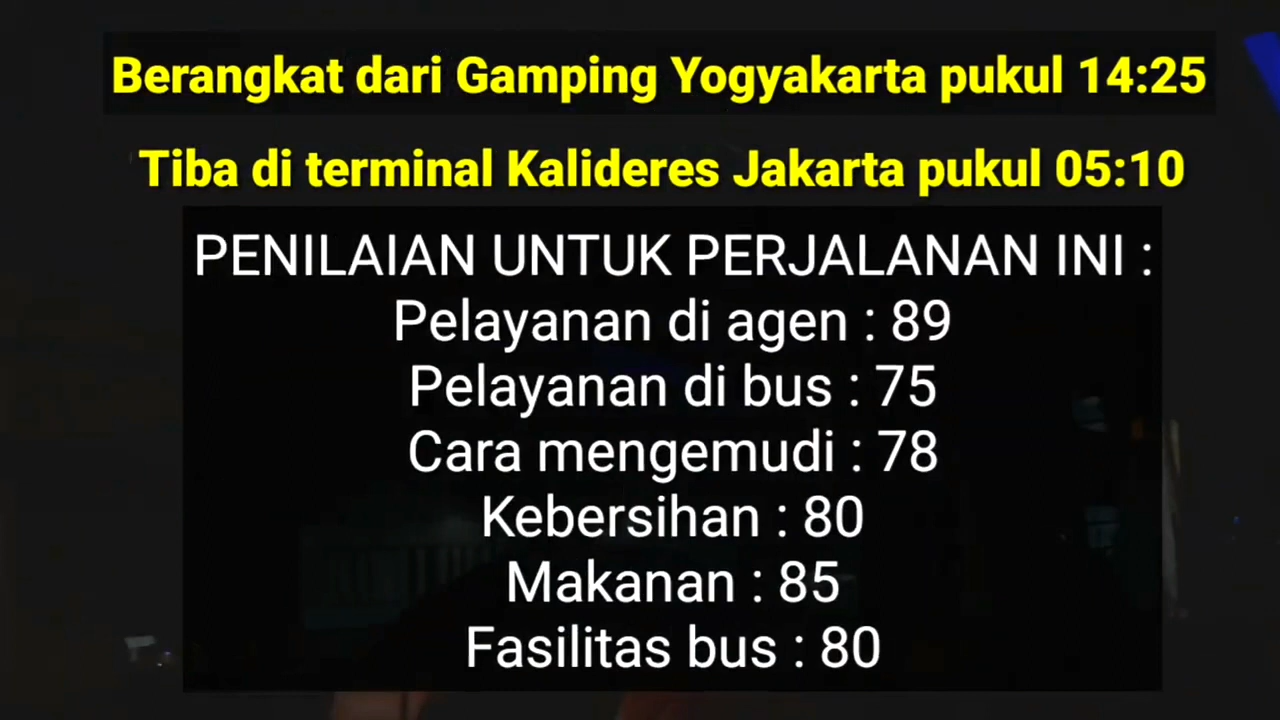 Berangkat dari Gamping Yogyakarta pukul 14:25
Tiba di terminal Kalideres Jakarta pukul 05:10
PENILAIAN UNTUK PERJALANAN INI :
Pelayanan di agen : 89
Pelayanan di bus : 75
Cara mengemudi : 78
Kebersihan : 80
Makanan : 85
Fasilitas bus : 80